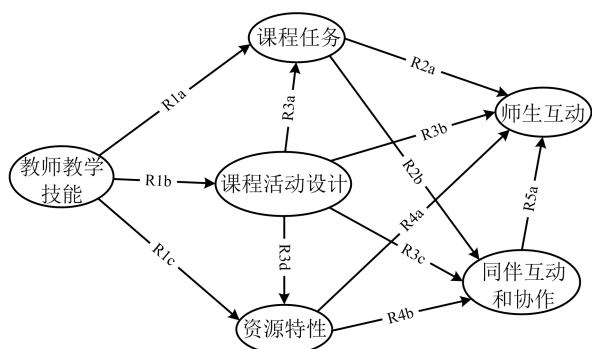 课程任务
R2a
R1a
R3a
师生互动
R3b
教师教学
技能
R1b
课程活动设计
R2b
R4a
R5a
R1c
R3d
R3c
同伴互动
和协作
资源特性
R4b